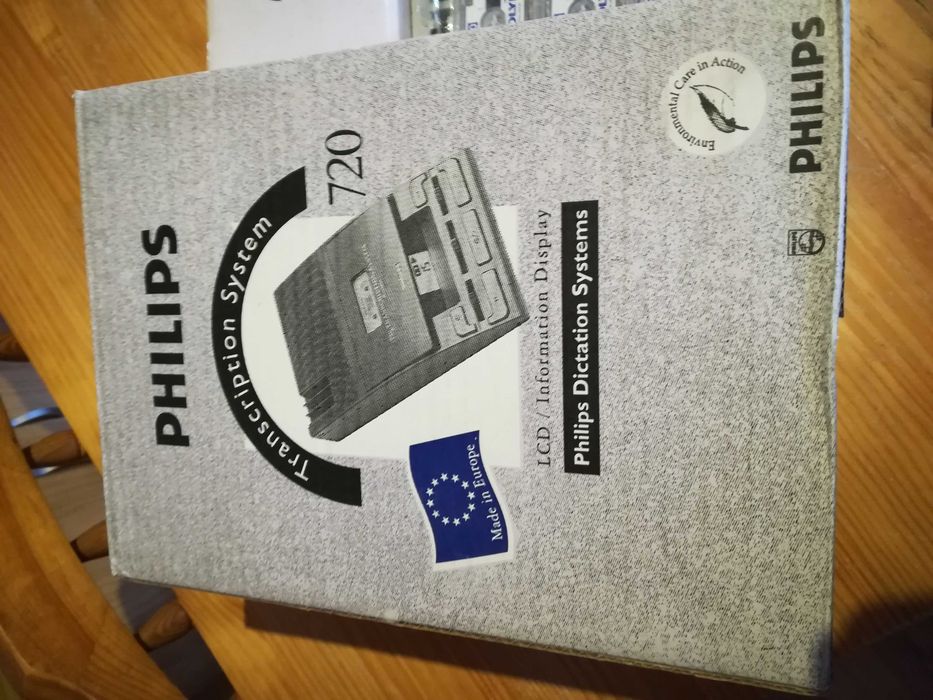 PHILIPS
Transcription System
720
Made in Europe
LCD / Information Display
Philips Dictation Systems
Environmental Care in Action
PHILIPS